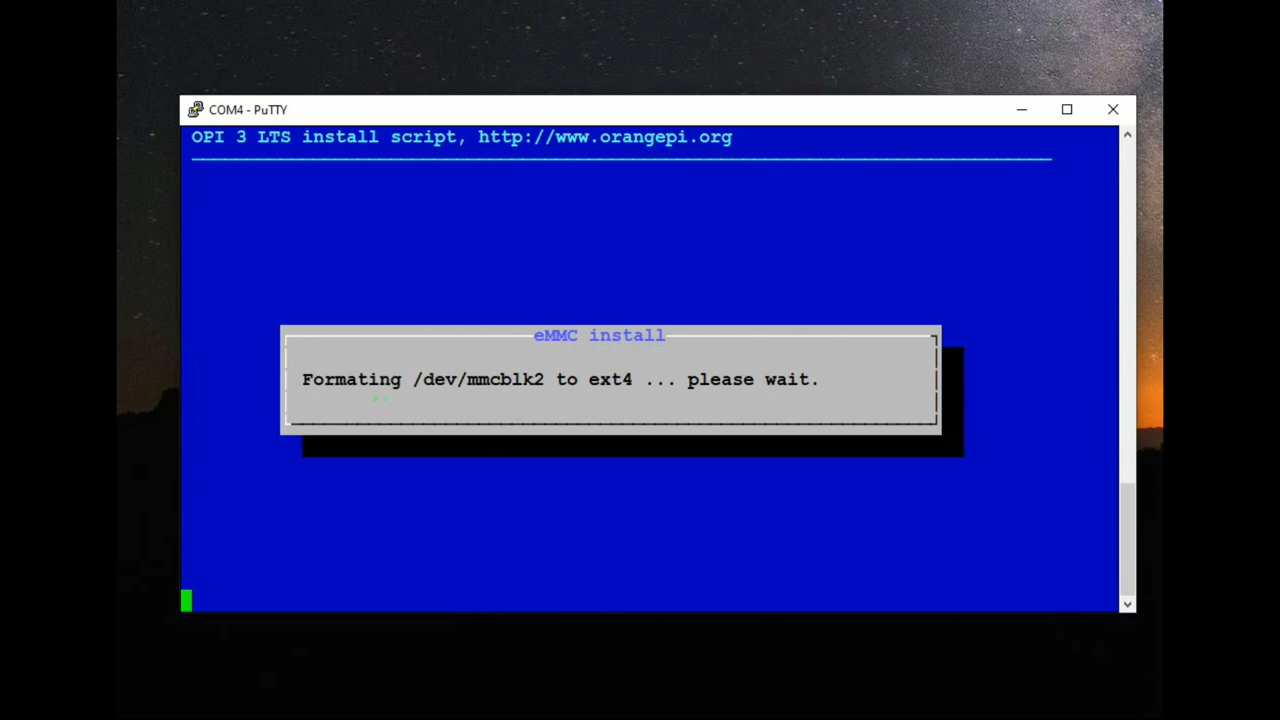 COM4 - PuTTY
OPI 3 LTS install script, http://www.orangepi.org
eMMC install
Formating /dev/mmcblk2 to ext4 ... please wait.